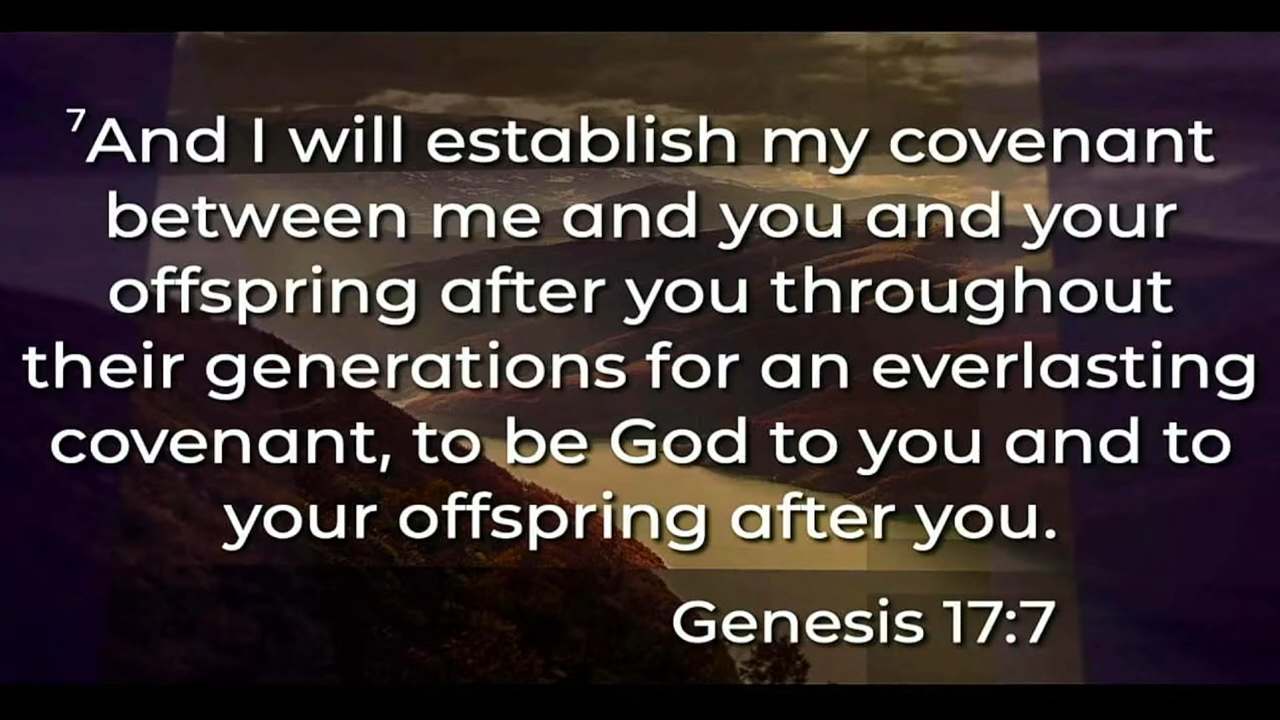 ⁷And I will establish my covenant
between me and you and your
offspring after you throughout
their generations for an everlasting
covenant, to be God to you and to
your offspring after you.
Genesis 17:7